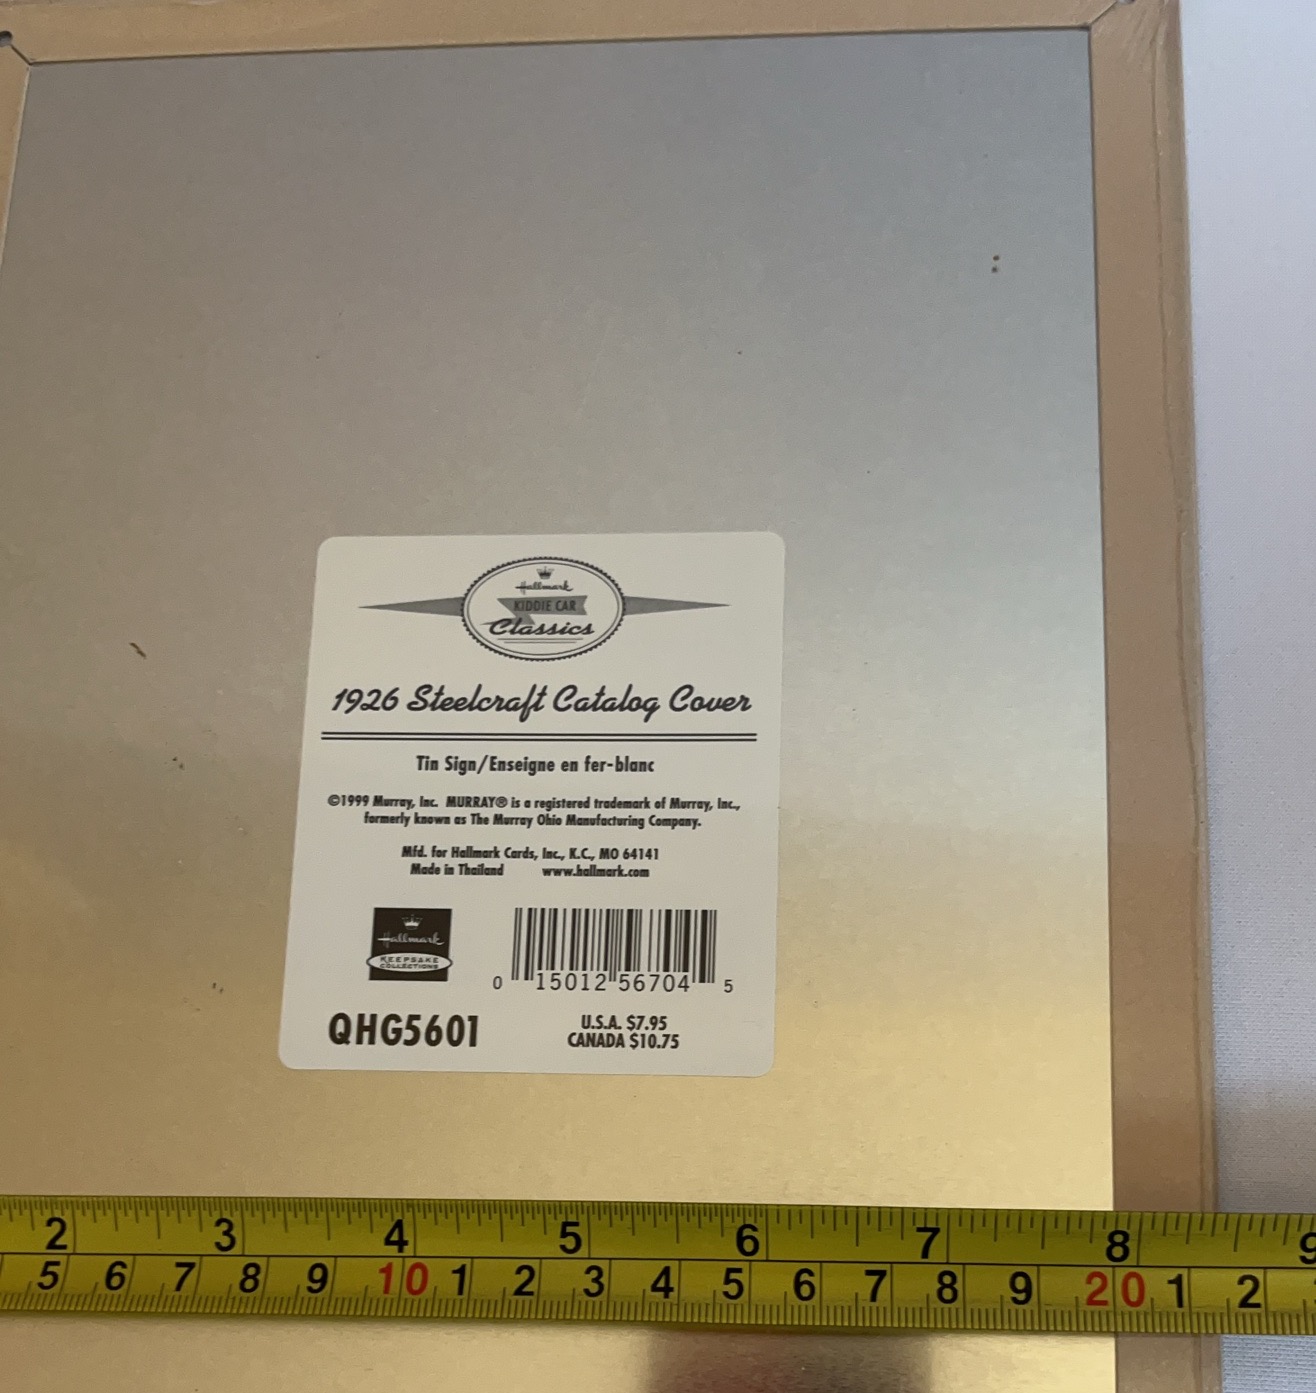 Hallmark
KIDDIE CAR
Classics
1926 Steelcraft Catalog Cover
Tin Sign/Enseigne en fer-blanc
©1999 Murray, Inc. MURRAY® is a registered trademark of Murray, Inc.,
formerly known as The Murray Ohio Manufacturing Company.
Mfd. for Hallmark Cards, Inc., K.C., MO 64141
Made in Thailand www.hallmark.com
Hallmark
KEEPSAKE
COLLECTIONS
0 15012 56704 5
QHG5601
U.S.A. $7.95
CANADA $10.75
2 3 4 5 6 7 8 9
5 6 7 8 9 10 1 2 3 4 5 6 7 8 9 20 1 2